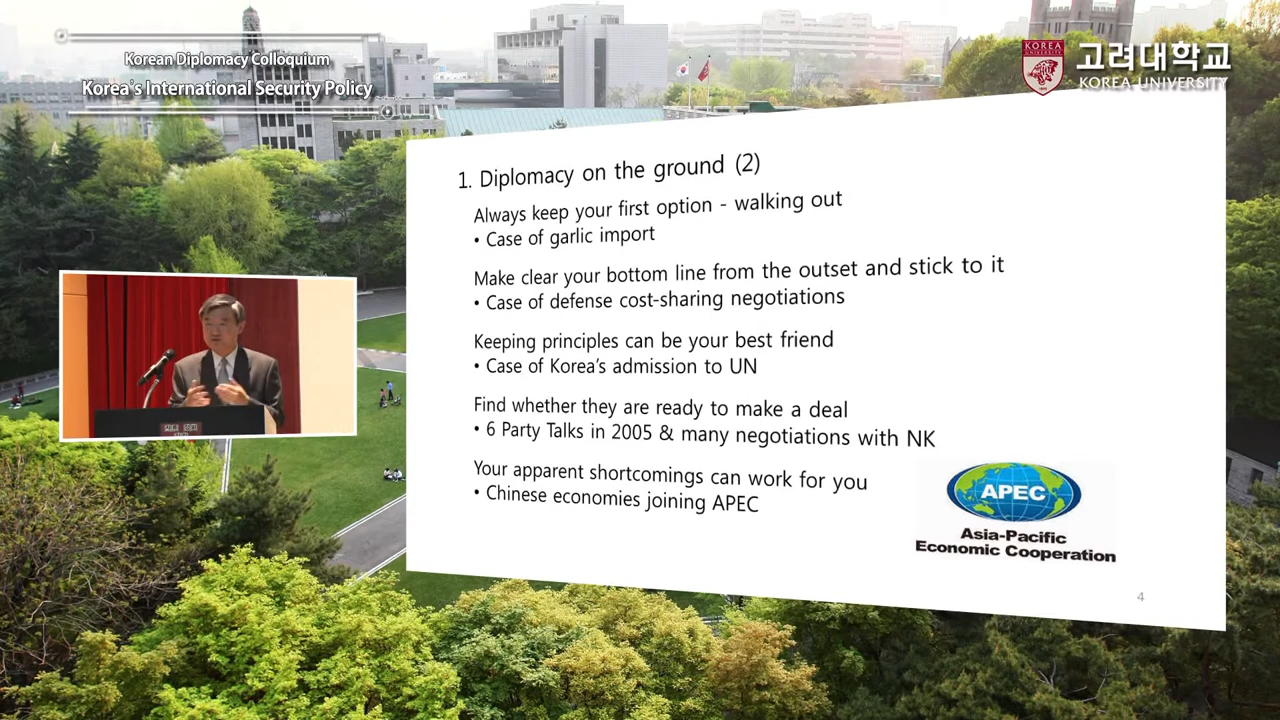 Korean Diplomacy Colloquium
Korea's International Security Policy
KOREA
고려대학교
KOREA UNIVERSITY
1. Diplomacy on the ground (2)
Always keep your first option - walking out
• Case of garlic import
Make clear your bottom line from the outset and stick to it
• Case of defense cost-sharing negotiations
Keeping principles can be your best friend
• Case of Korea's admission to UN
Find whether they are ready to make a deal
• 6 Party Talks in 2005 & many negotiations with NK
Your apparent shortcomings can work for you
• Chinese economies joining APEC
APEC
Asia-Pacific
Economic Cooperation
4